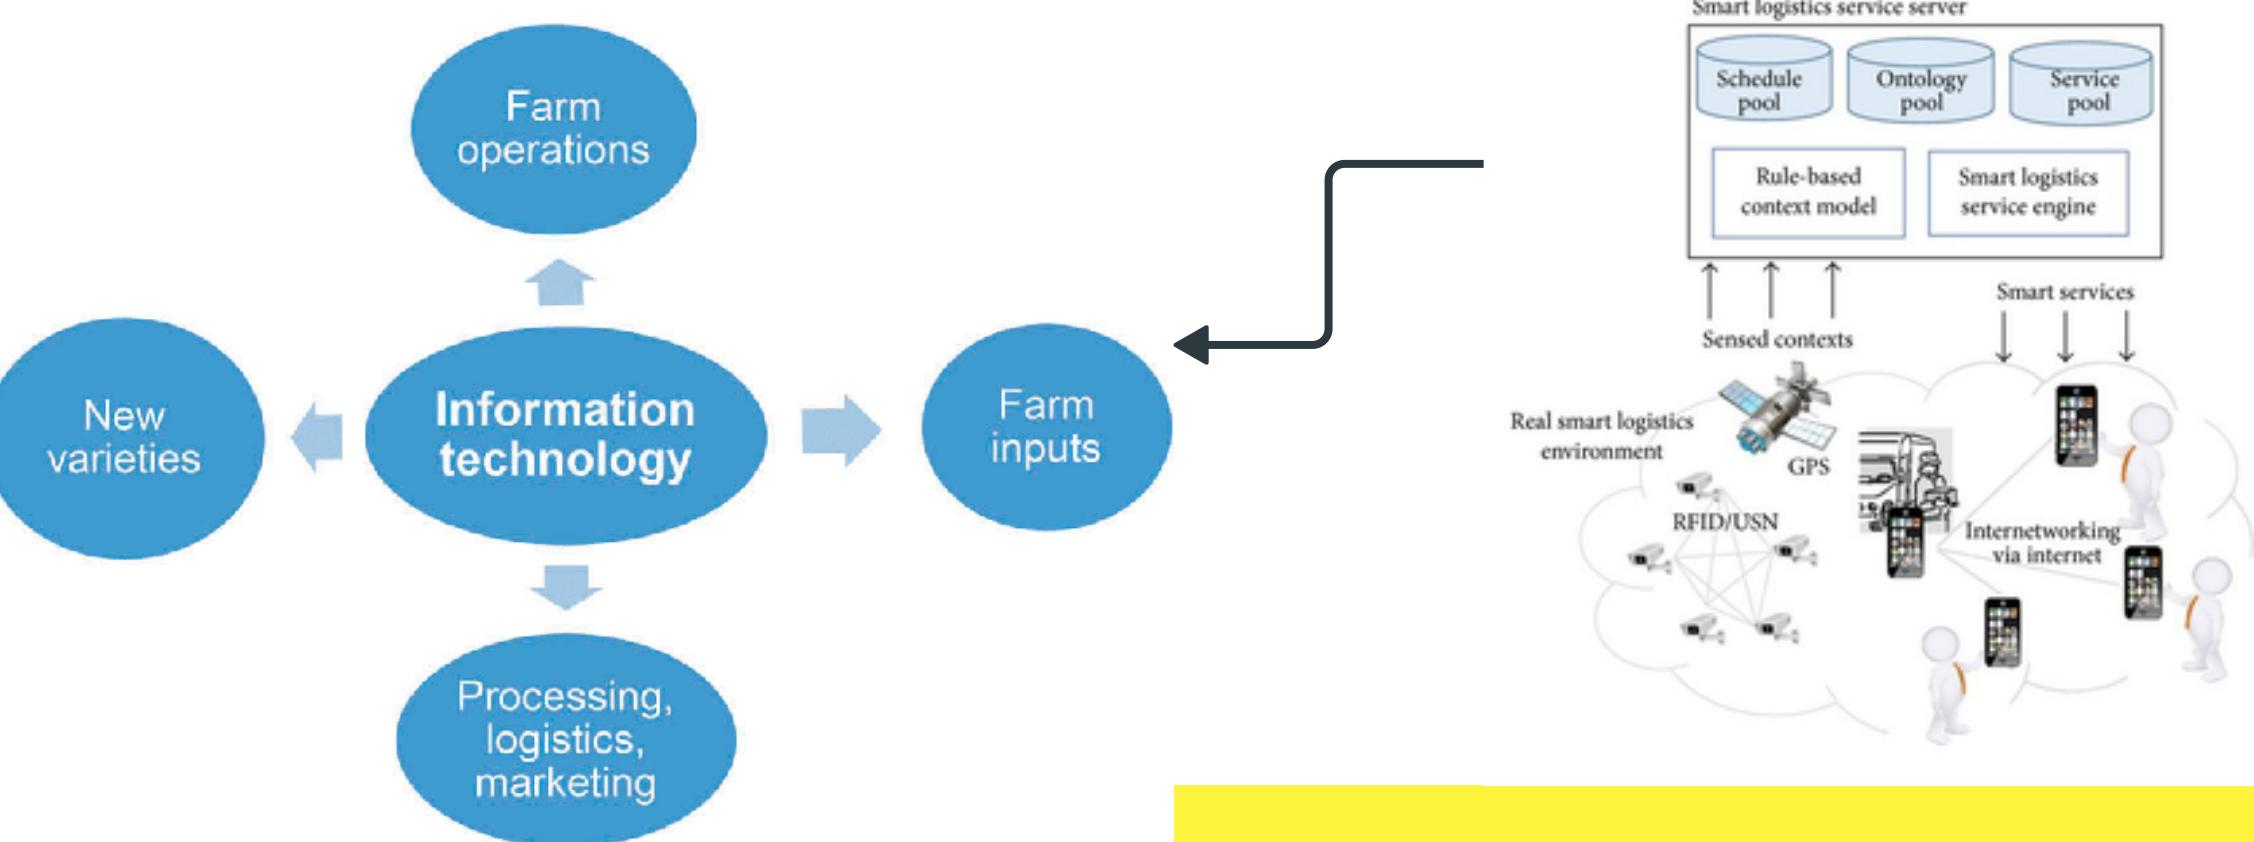 Farm
operations
New
varieties
Information
technology
Farm
inputs
Processing,
logistics,
marketing
Smart logistics service server
Schedule
pool
Ontology
pool
Service
pool
Rule-based
context model
Smart logistics
service engine
Smart services
Sensed contexts
Real smart logistics
environment
GPS
RFID/USN
Internetworking
via internet